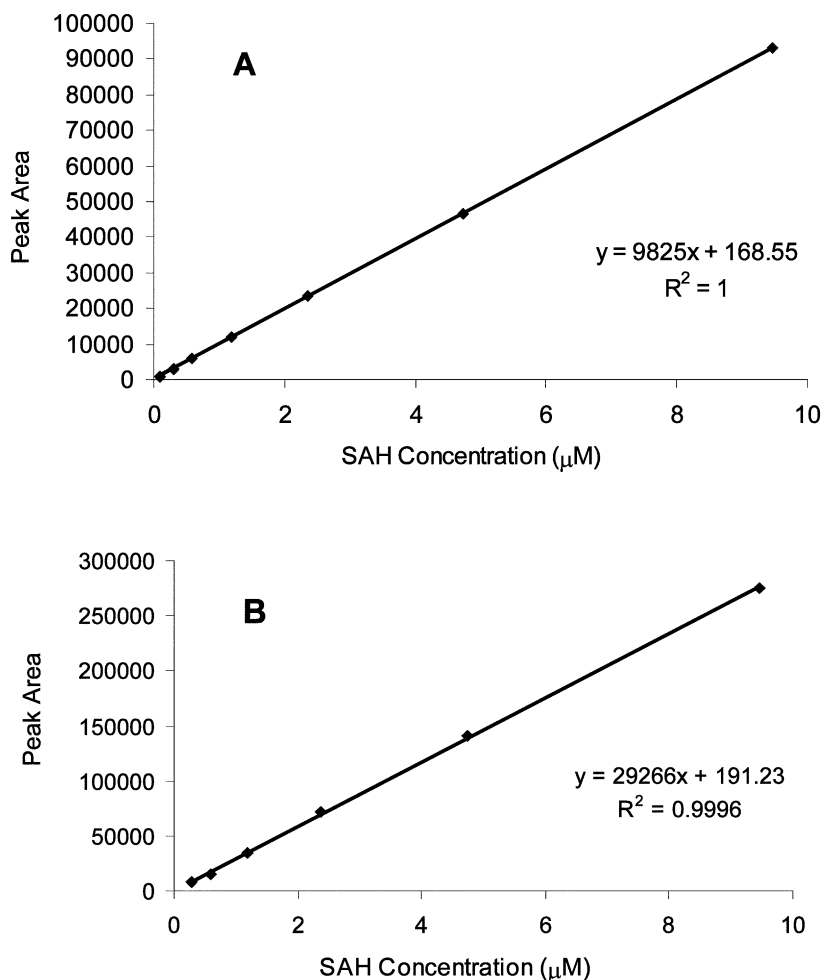 100000
90000
80000
70000
60000
50000
40000
30000
20000
10000
0
Peak Area
A
y = 9825x + 168.55
R² = 1
0 2 4 6 8 10
SAH Concentration (μM)
300000
250000
200000
150000
100000
50000
0
Peak Area
B
y = 29266x + 191.23
R² = 0.9996
0 2 4 6 8 10
SAH Concentration (μM)